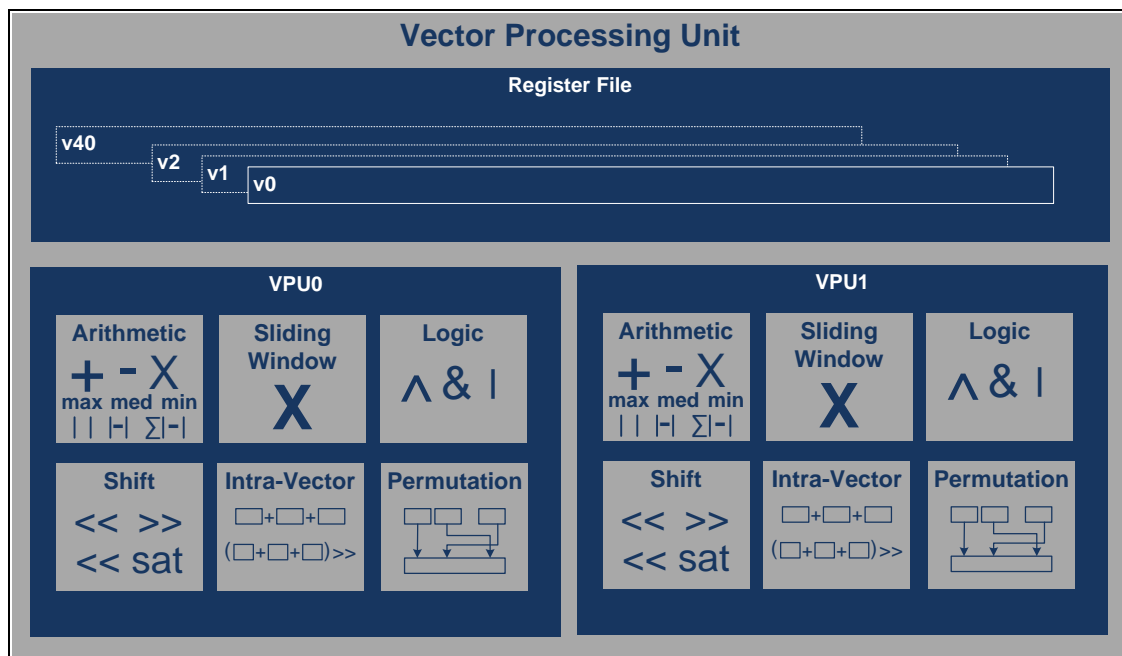 Vector Processing Unit
Register File
v40
v2
v1
v0
VPU0
Arithmetic
+ - X
max med min
| | |-| ∑|-|
Sliding
Window
X
Logic
∧ & |
Shift
<< >>
<< sat
Intra-Vector
□+□+□
(□+□+□)>>
Permutation
VPU1
Arithmetic
+ - X
max med min
| | |-| ∑|-|
Sliding
Window
X
Logic
∧ & |
Shift
<< >>
<< sat
Intra-Vector
□+□+□
(□+□+□)>>
Permutation